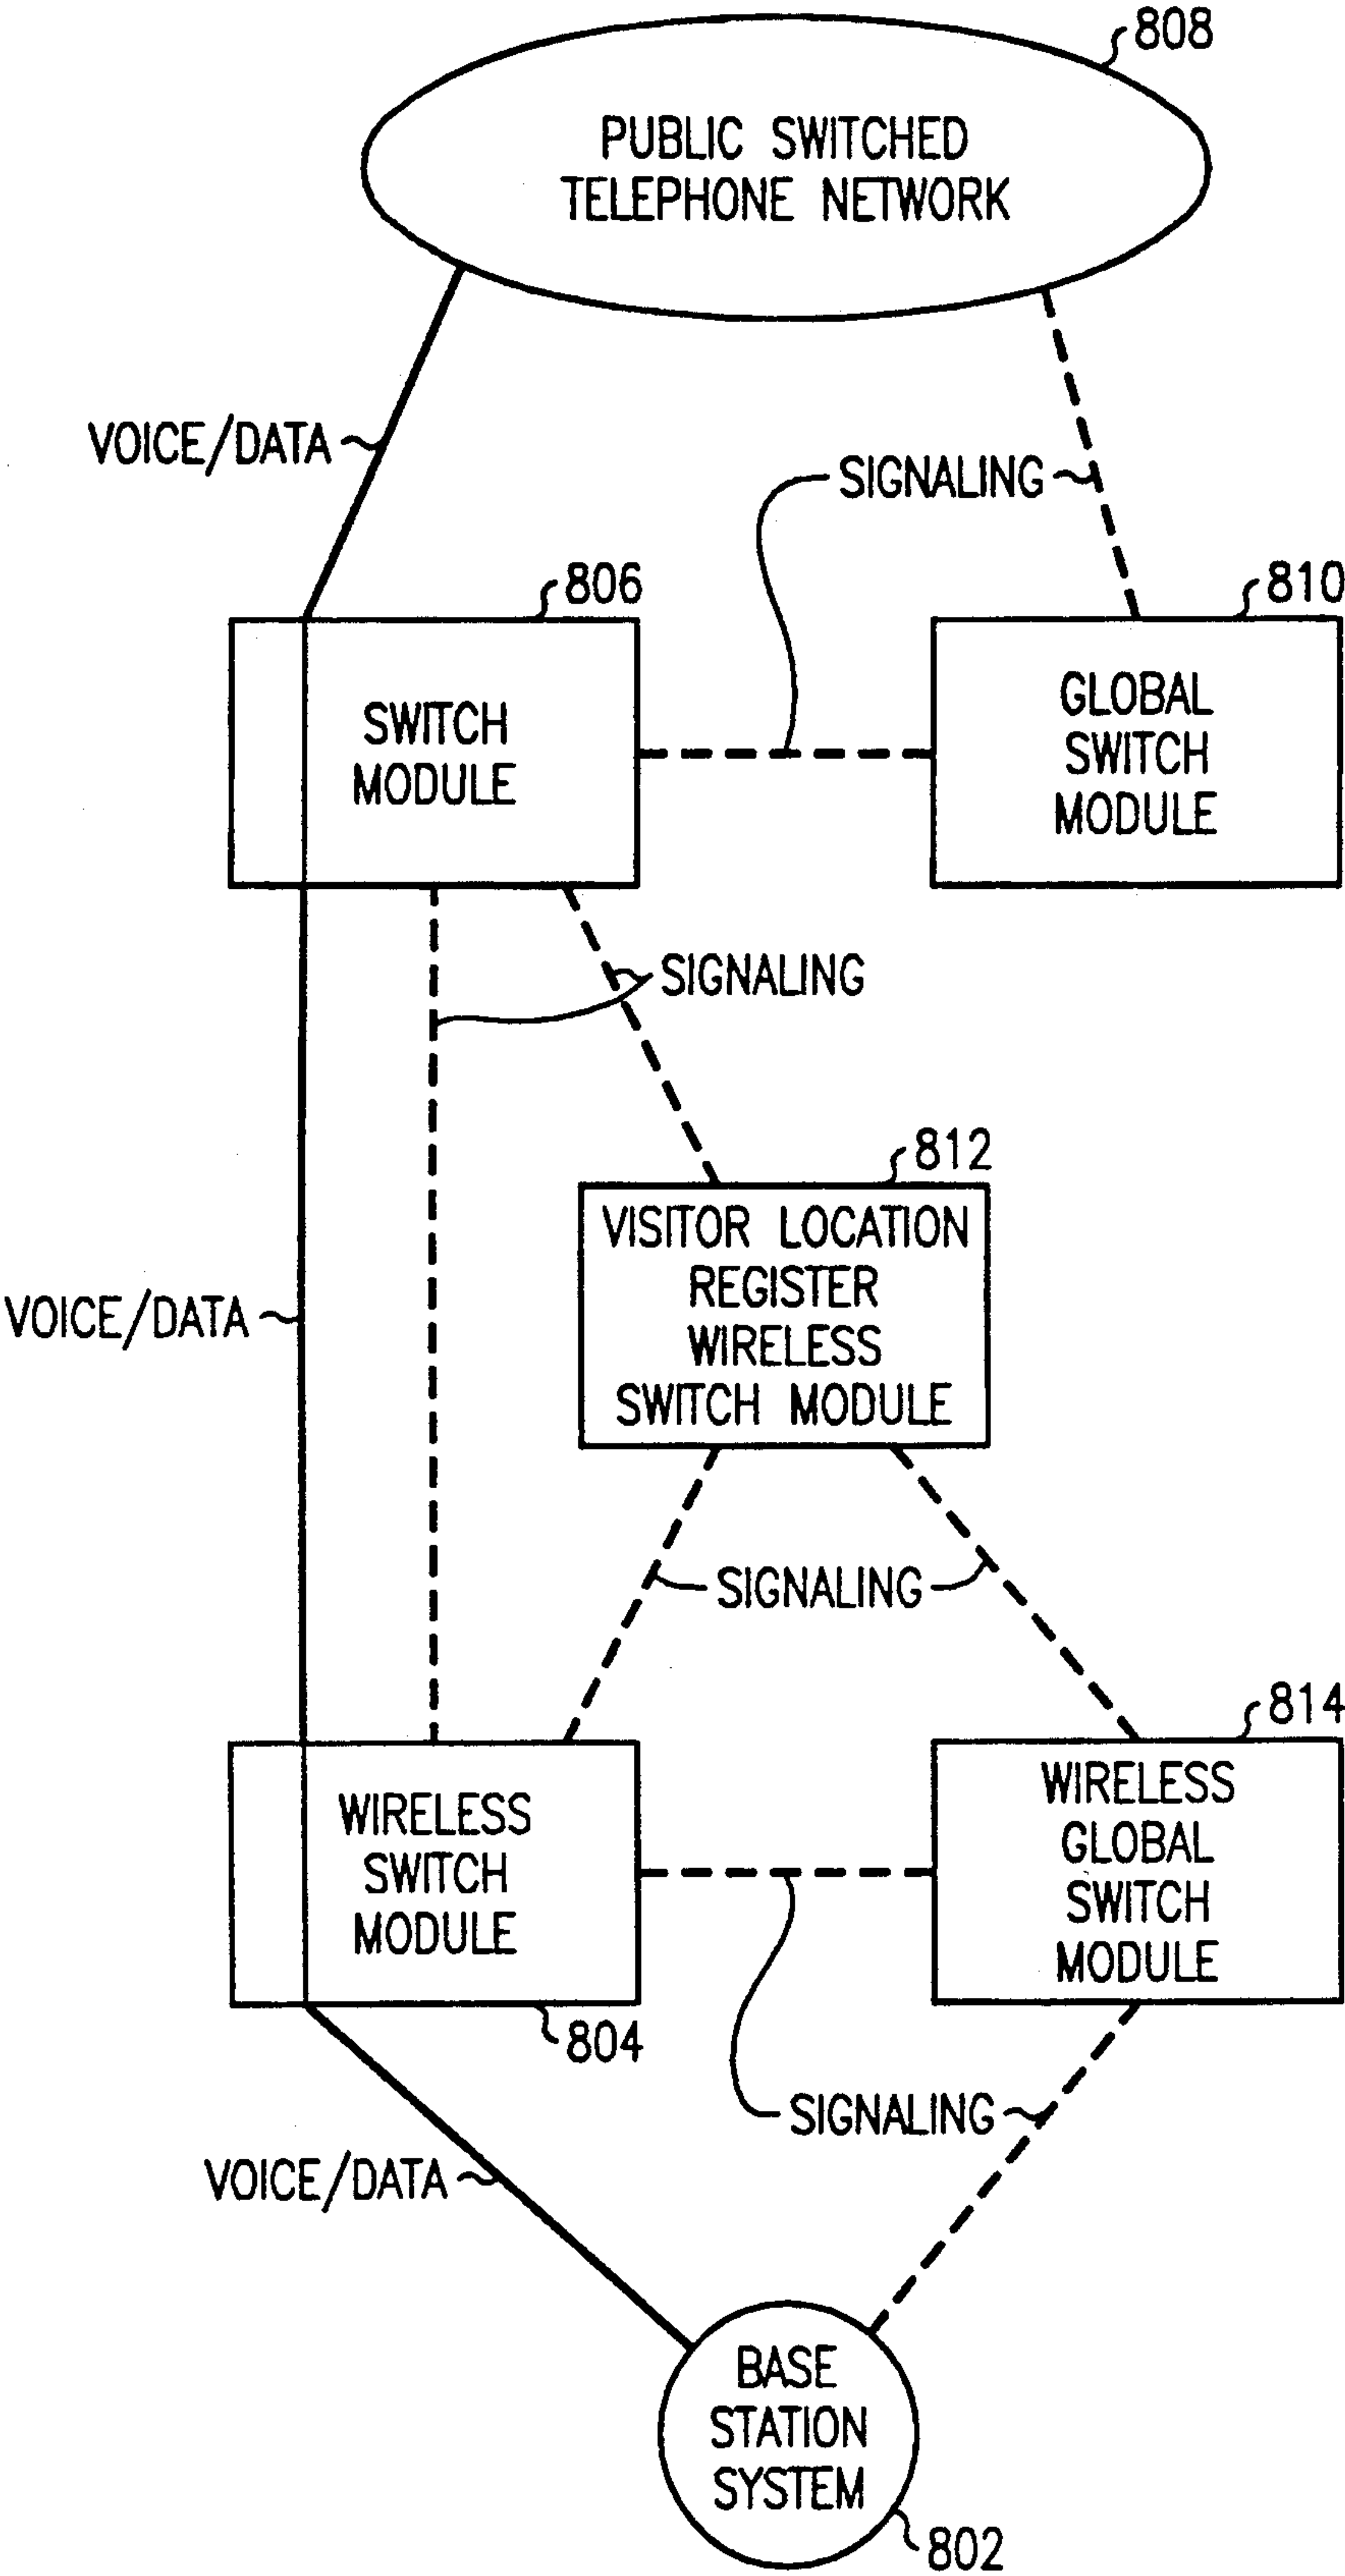 808
PUBLIC SWITCHED
TELEPHONE NETWORK
VOICE/DATA
SIGNALING
806
810
SWITCH
MODULE
GLOBAL
SWITCH
MODULE
SIGNALING
812
VISITOR LOCATION
REGISTER
WIRELESS
SWITCH MODULE
VOICE/DATA
SIGNALING
814
WIRELESS
SWITCH
MODULE
WIRELESS
GLOBAL
SWITCH
MODULE
804
SIGNALING
VOICE/DATA
BASE
STATION
SYSTEM
802